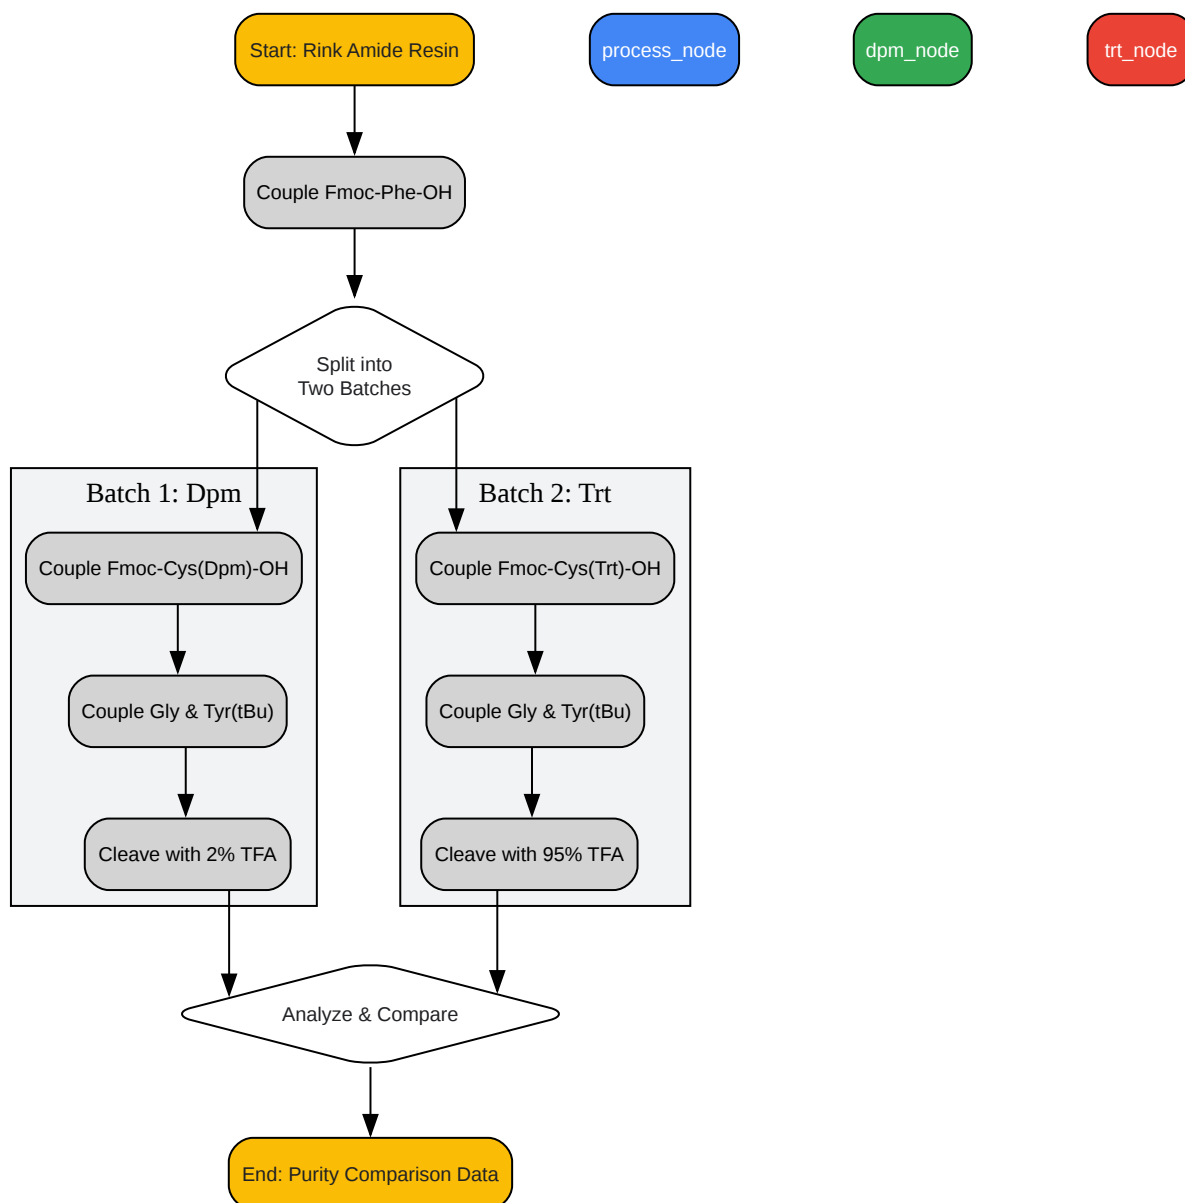 Start: Rink Amide Resin
process_node
dpm_node
trt_node
Couple Fmoc-Phe-OH
Split into
Two Batches
Batch 1: Dpm
Couple Fmoc-Cys(Dpm)-OH
Couple Gly & Tyr(tBu)
Cleave with 2% TFA
Batch 2: Trt
Couple Fmoc-Cys(Trt)-OH
Couple Gly & Tyr(tBu)
Cleave with 95% TFA
Analyze & Compare
End: Purity Comparison Data